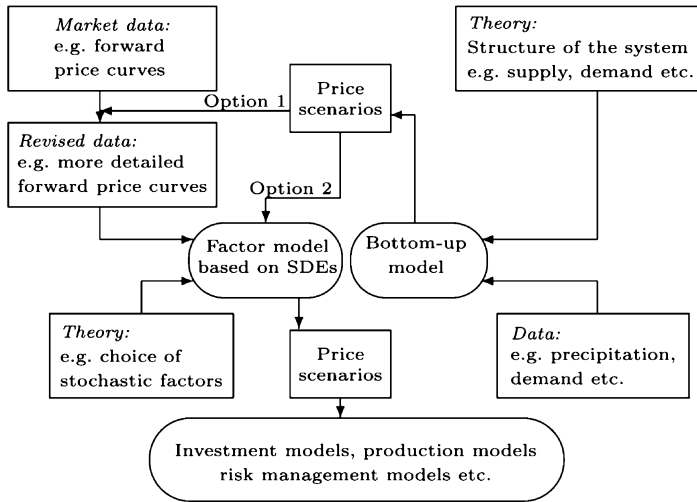 Market data:
e.g. forward
price curves
Theory:
Structure of the system
e.g. supply, demand etc.
Option 1
Price
scenarios
Revised data:
e.g. more detailed
forward price curves
Option 2
Factor model
based on SDEs
Bottom-up
model
Theory:
e.g. choice of
stochastic factors
Price
scenarios
Data:
e.g. precipitation,
demand etc.
Investment models, production models
risk management models etc.